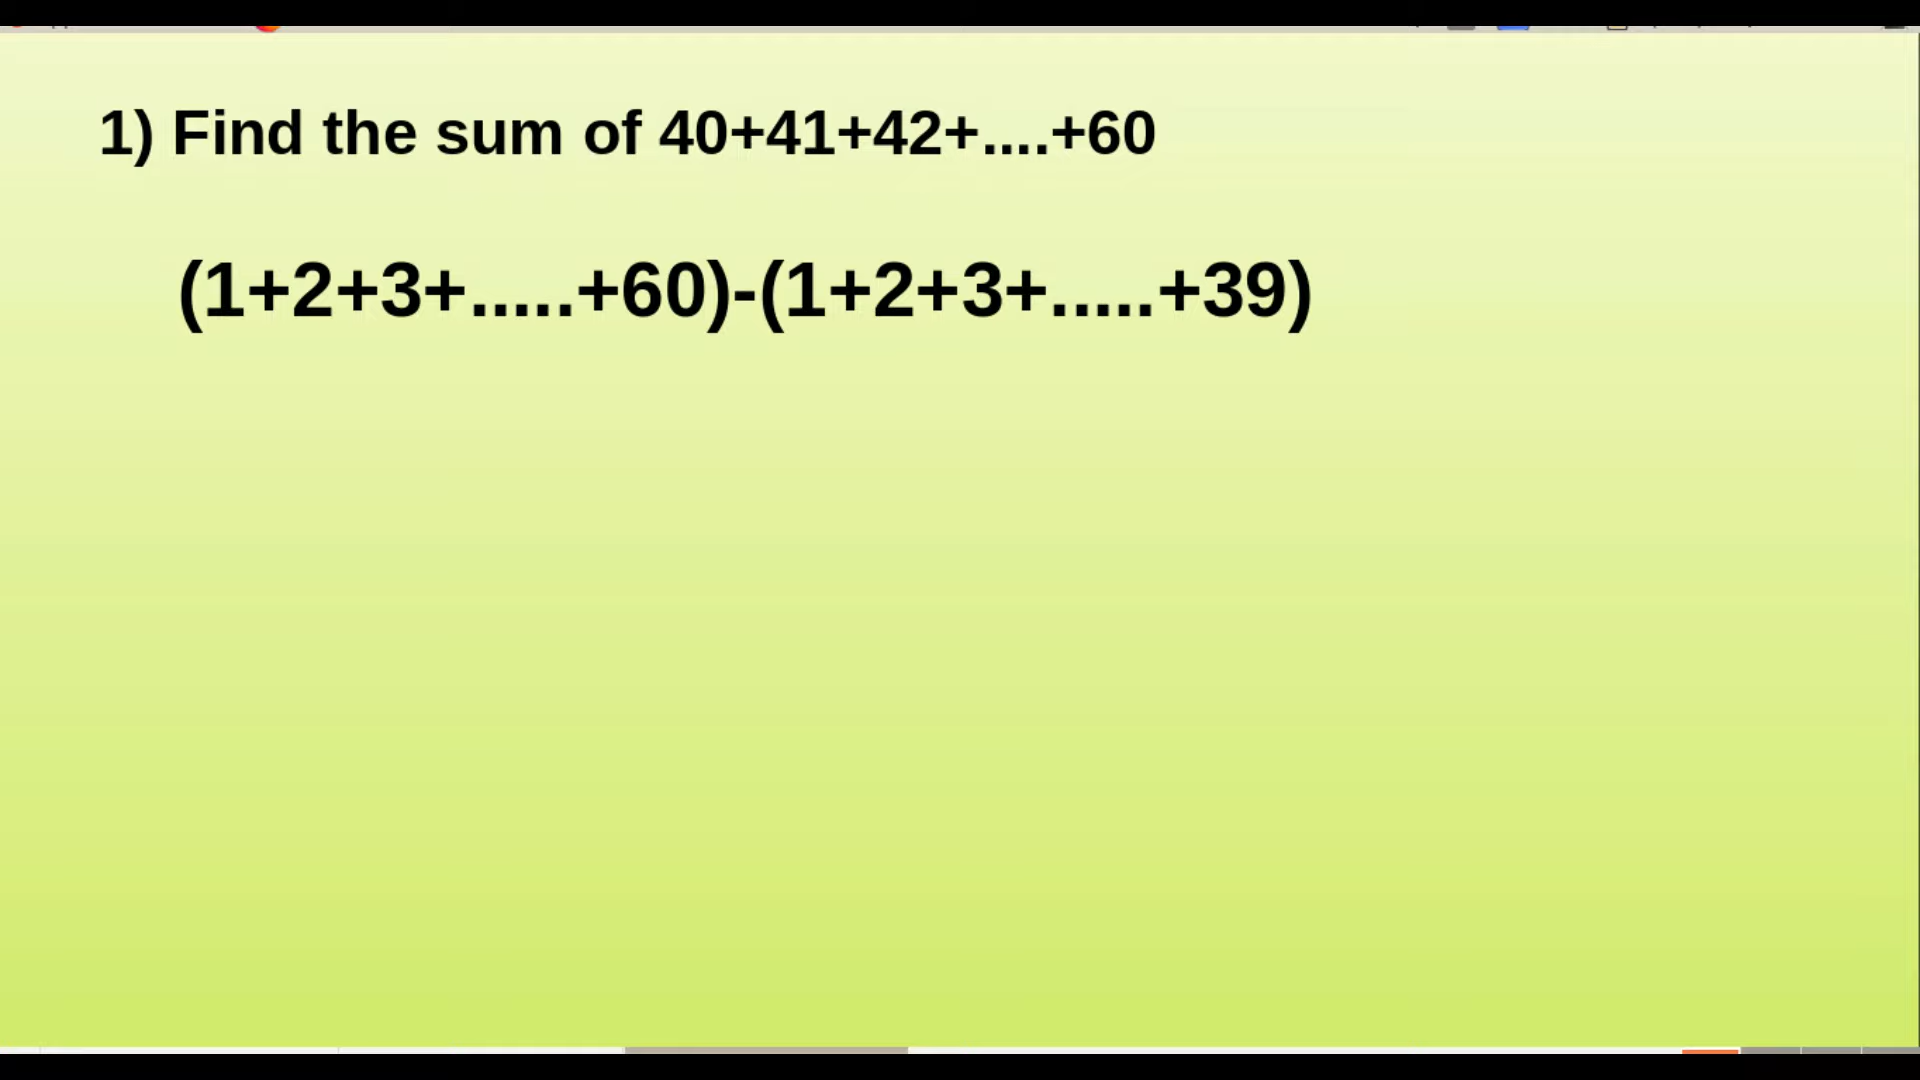 1) Find the sum of 40+41+42+....+60
(1+2+3+.....+60)-(1+2+3+.....+39)